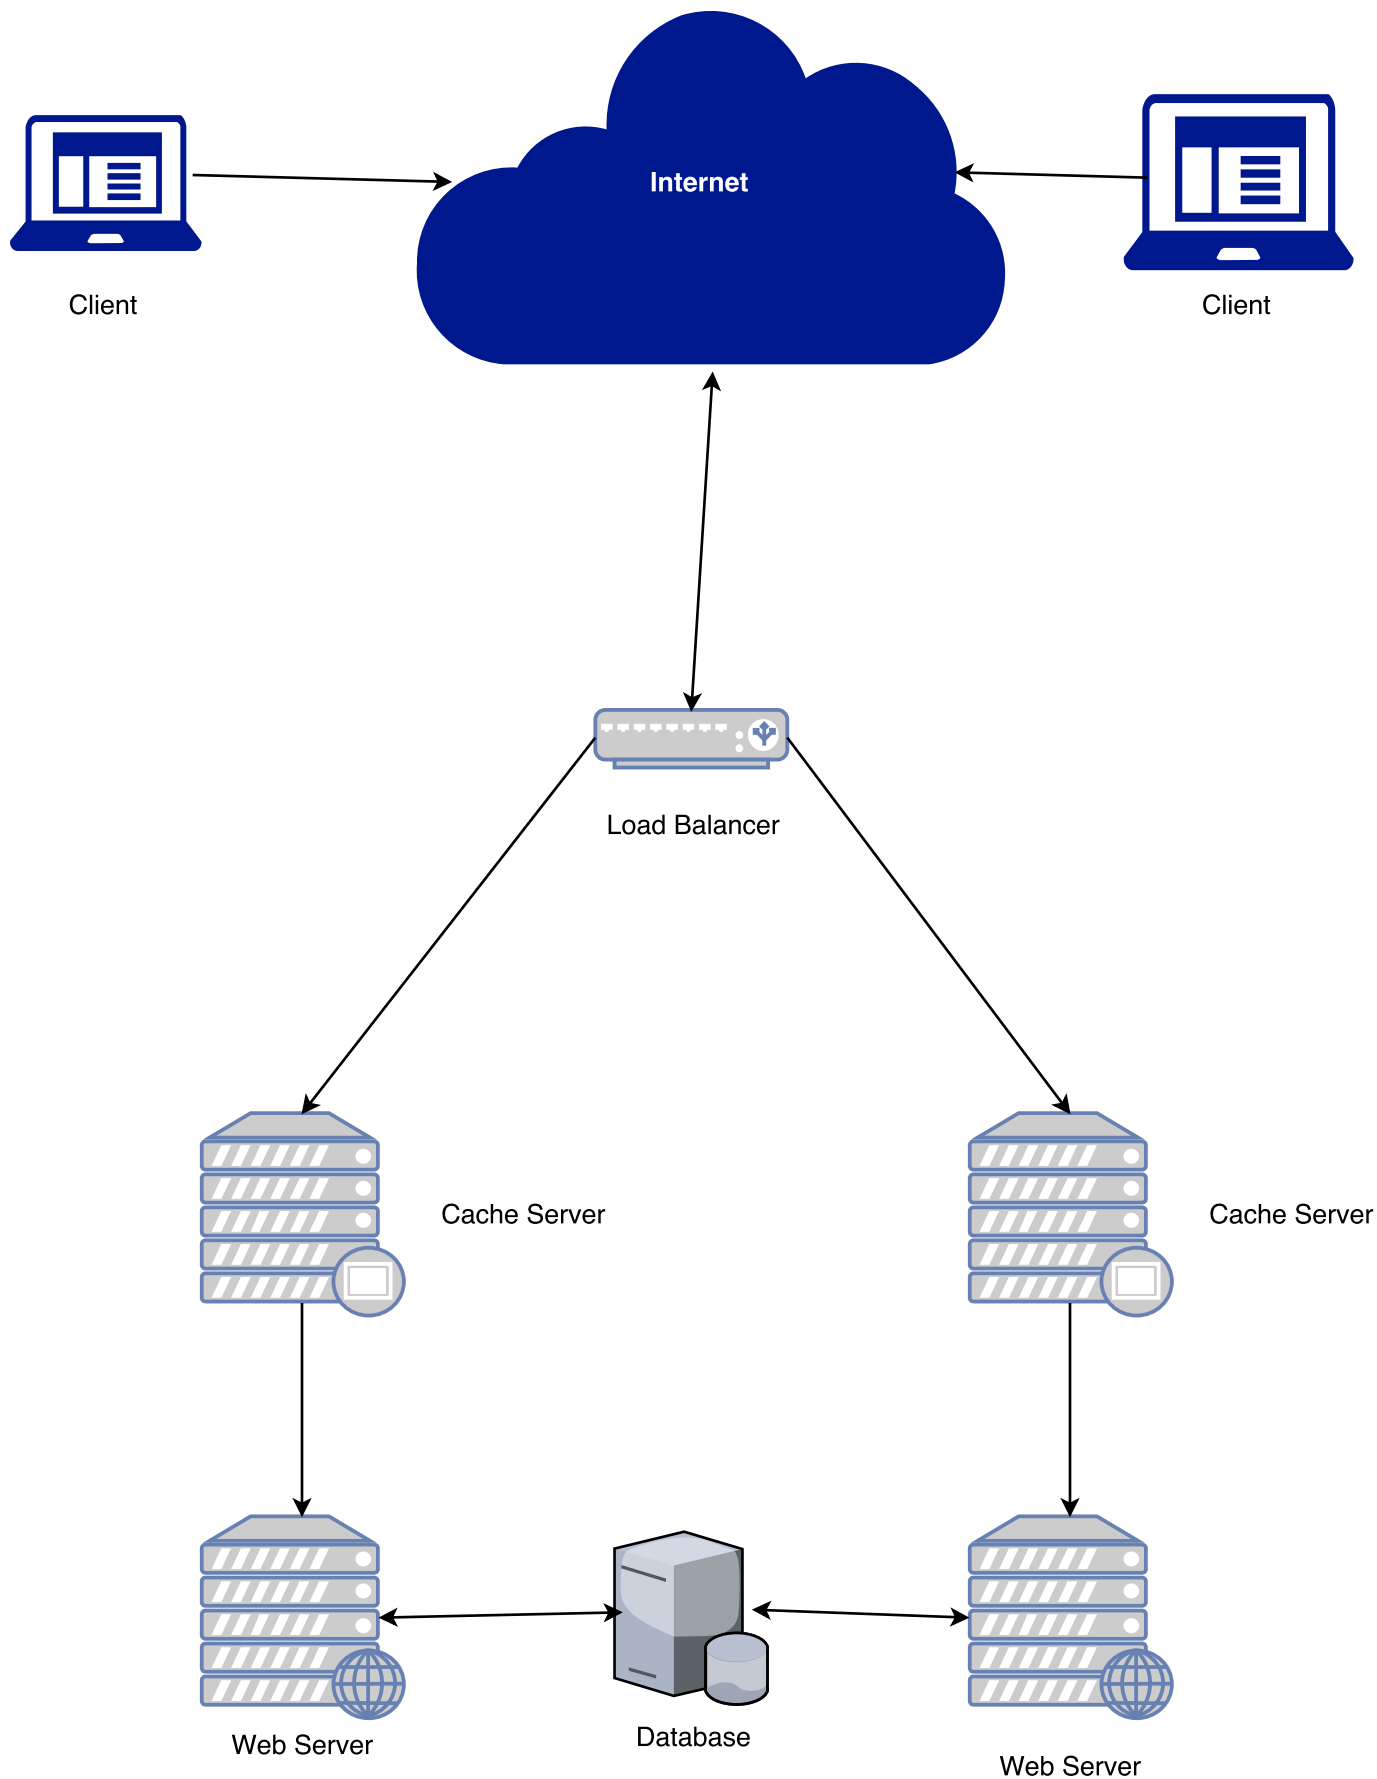 Internet
Client
Client
Load Balancer
Cache Server
Cache Server
Web Server
Database
Web Server